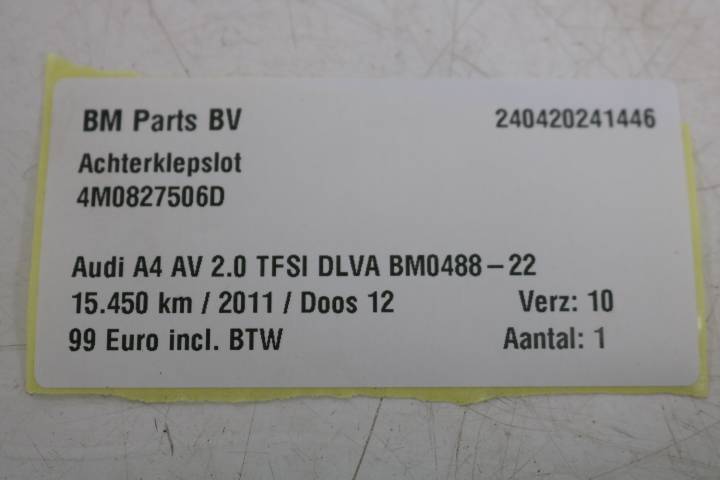 BM Parts BV 240420241446
Achterklepslot
4M0827506D
Audi A4 AV 2.0 TFSI DLVA BM0488-22
15.450 km / 2011 / Doos 12 Verz: 10
99 Euro incl. BTW Aantal: 1